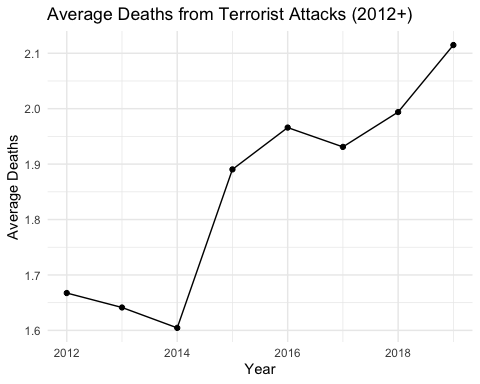 Average Deaths from Terrorist Attacks (2012+)
2.1
2.0
1.9
1.8
1.7
1.6
Average Deaths
2012 2014 2016 2018
Year